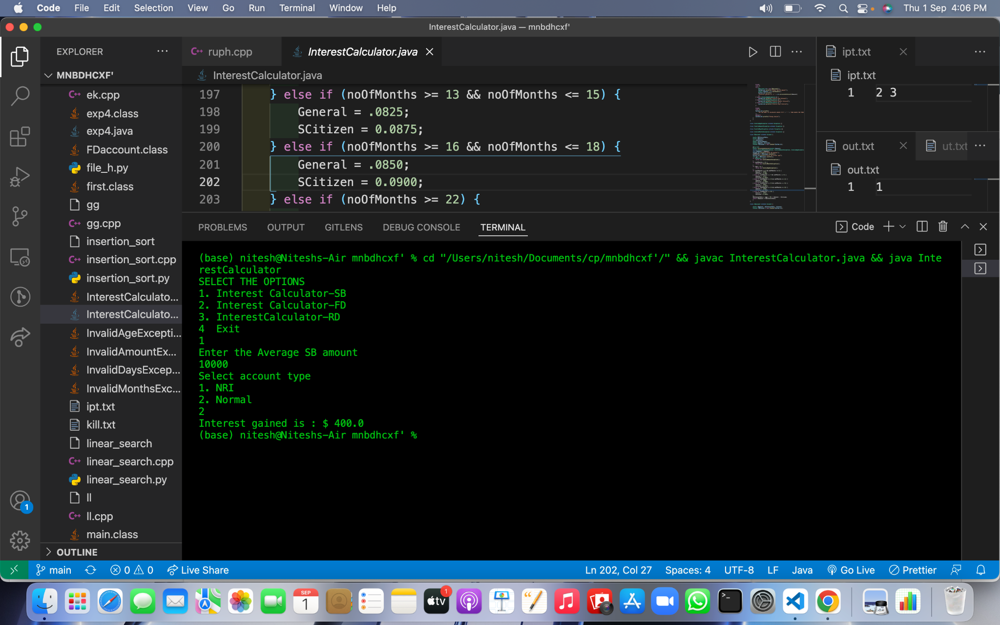 Code File Edit Selection View Go Run Terminal Window Help Thu 1 Sep 4:06 PM
InterestCalculator.java — mnbdhcxf'
EXPLORER
MNBDHCXF'
ek.cpp
exp4.class
exp4.java
FDaccount.class
file_h.py
first.class
gg
gg.cpp
insertion_sort
insertion_sort.cpp
insertion_sort.py
InterestCalculato...
InterestCalculato...
InvalidAgeExcepti...
InvalidAmountEx...
InvalidDaysExcep...
InvalidMonthsExc...
ipt.txt
kill.txt
linear_search
linear_search.cpp
linear_search.py
ll
ll.cpp
main.class
OUTLINE
1
ruph.cpp InterestCalculator.java
InterestCalculator.java
197 } else if (noOfMonths >= 13 && noOfMonths <= 15) {
198 General = .0825;
199 SCitizen = 0.0875;
200 } else if (noOfMonths >= 16 && noOfMonths <= 18) {
201 General = .0850;
202 SCitizen = 0.0900;
203 } else if (noOfMonths >= 22) {
ipt.txt
ipt.txt
1 2 3
out.txt ut.txt
out.txt
1 1
PROBLEMS OUTPUT GITLENS DEBUG CONSOLE TERMINAL Code
(base) nitesh@Niteshs-Air mnbdhcxf' % cd "/Users/nitesh/Documents/cp/mnbdhcxf'/" && javac InterestCalculator.java && java Inte
restCalculator
SELECT THE OPTIONS
1. Interest Calculator-SB
2. Interest Calculator-FD
3. InterestCalculator-RD
4  Exit
1
Enter the Average SB amount
10000
Select account type
1. NRI
2. Normal
2
Interest gained is : $ 400.0
(base) nitesh@Niteshs-Air mnbdhcxf' %
main 0 0 Live Share Ln 202, Col 27 Spaces: 4 UTF-8 LF Java Go Live Prettier
SEP
1
tv
1